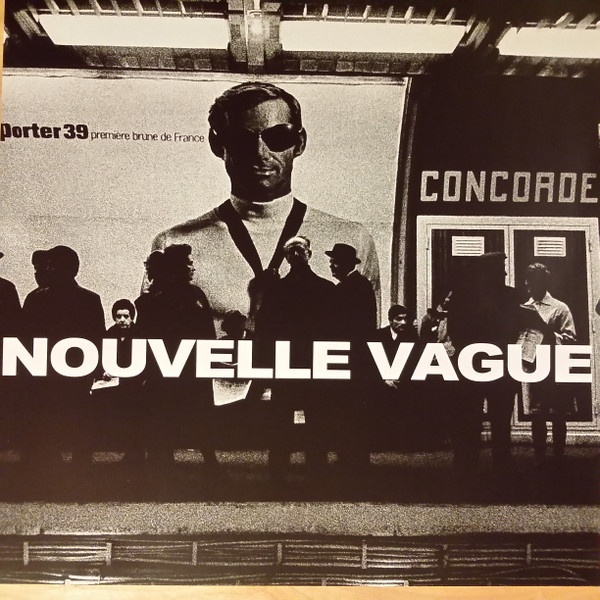 porter 39 première brune de France
CONCORDE
NOUVELLE VAGUE